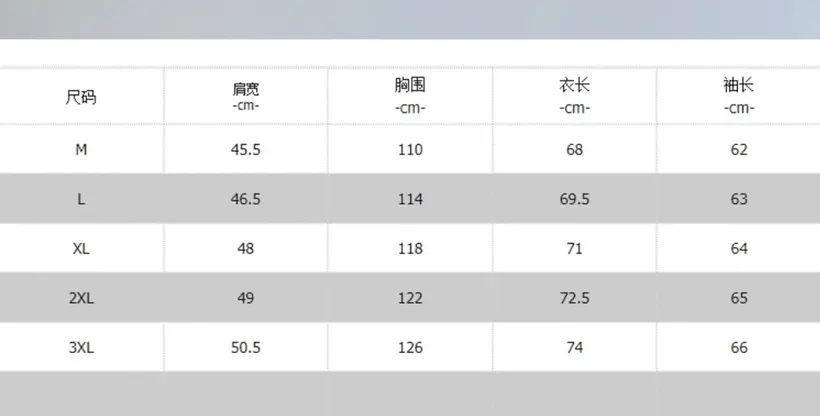 尺码 肩宽 胸围 衣长 袖长
-cm- -cm- -cm- -cm-
M 45.5 110 68 62
L 46.5 114 69.5 63
XL 48 118 71 64
2XL 49 122 72.5 65
3XL 50.5 126 74 66